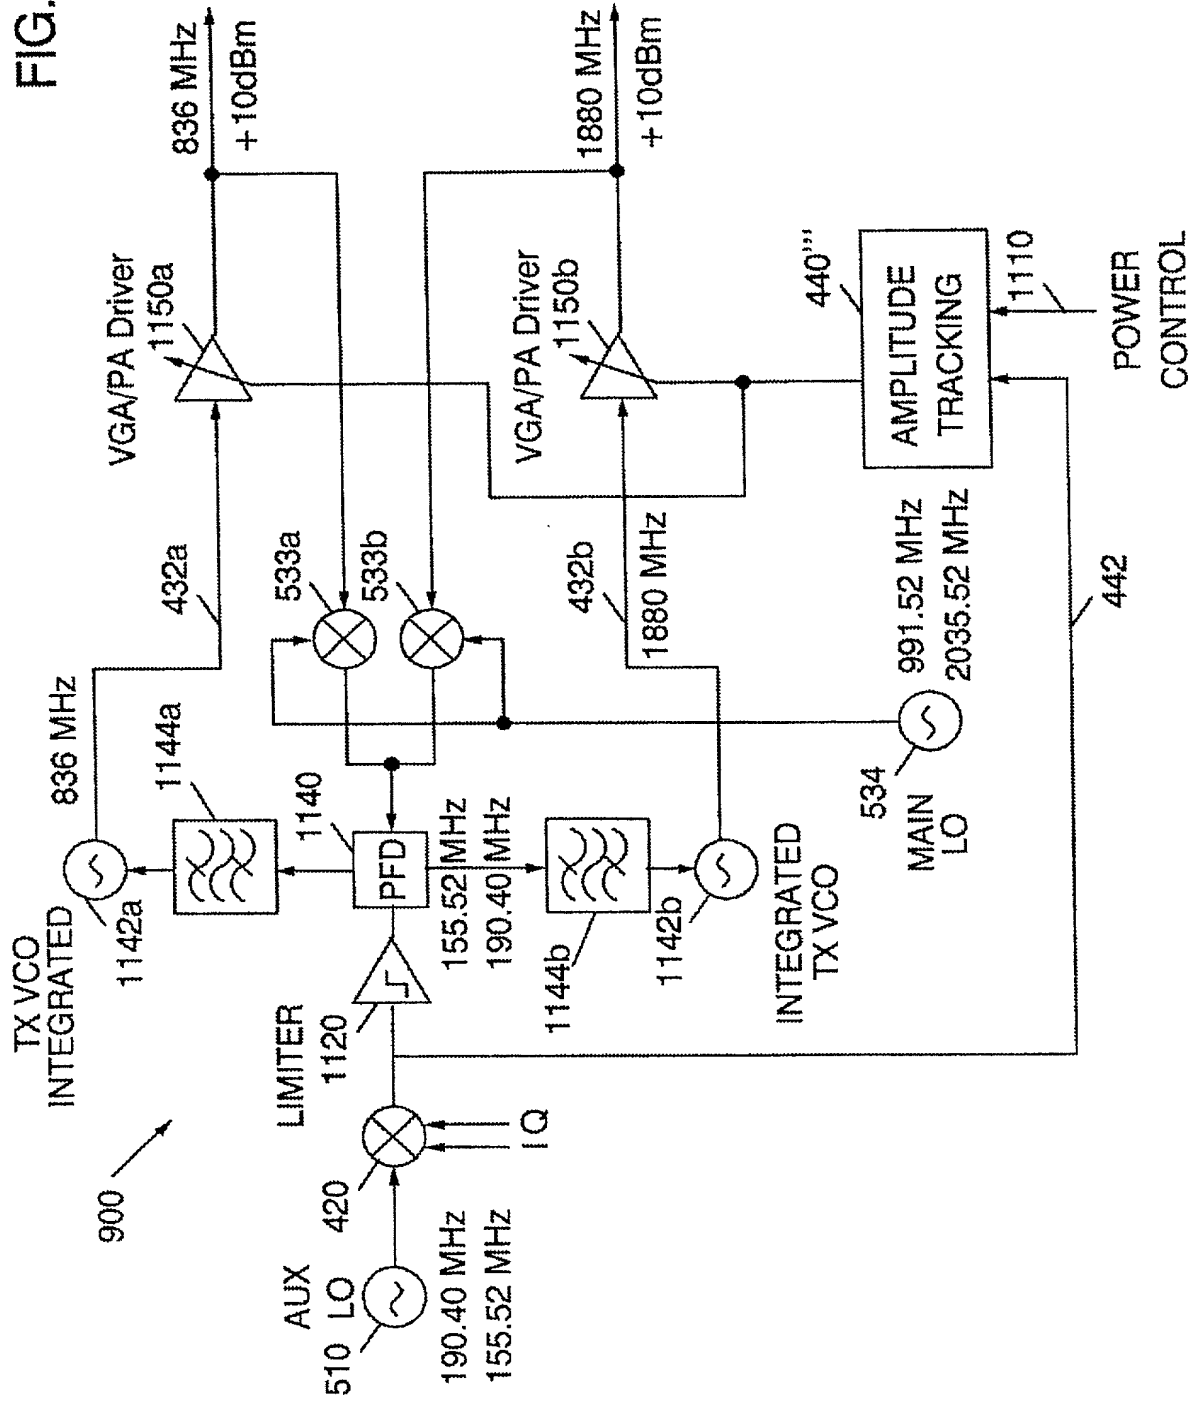 FIG.
900
AUX
LO
510
190.40 MHz
155.52 MHz
420
I Q
LIMITER
1120
TX VCO
INTEGRATED
1142a
836 MHz
1144a
1140
PFD
155.52 MHz
190.40 MHz
1144b
1142b
INTEGRATED
TX VCO
432a
533a
533b
432b
1880 MHz
MAIN
LO
534
991.52 MHz
2035.52 MHz
442
VGA/PA Driver
1150a
836 MHz
+10dBm
VGA/PA Driver
1150b
1880 MHz
+10dBm
440'''
AMPLITUDE
TRACKING
1110
POWER
CONTROL